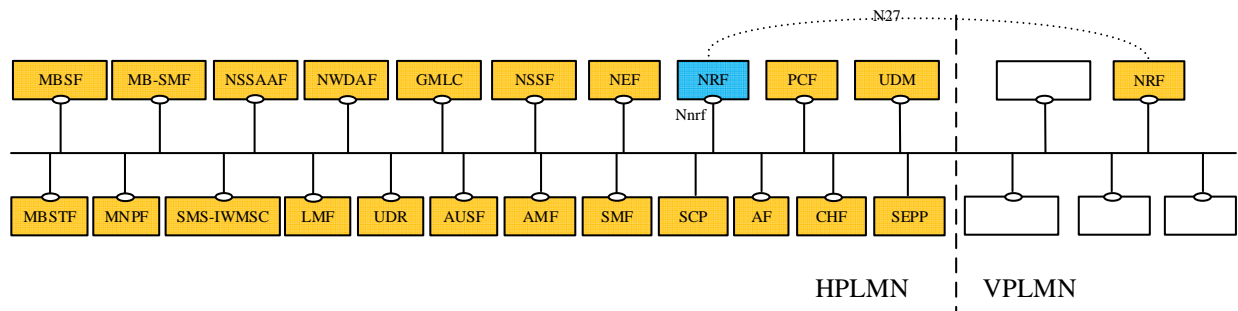 N27
MBSF MB-SMF NSSAAF NWDAF GMLC NSSF NEF NRF PCF UDM NRF
Nnrf
MBSTF MNPF SMS-IWMSC LMF UDR AUSF AMF SMF SCP AF CHF SEPP
HPLMN VPLMN